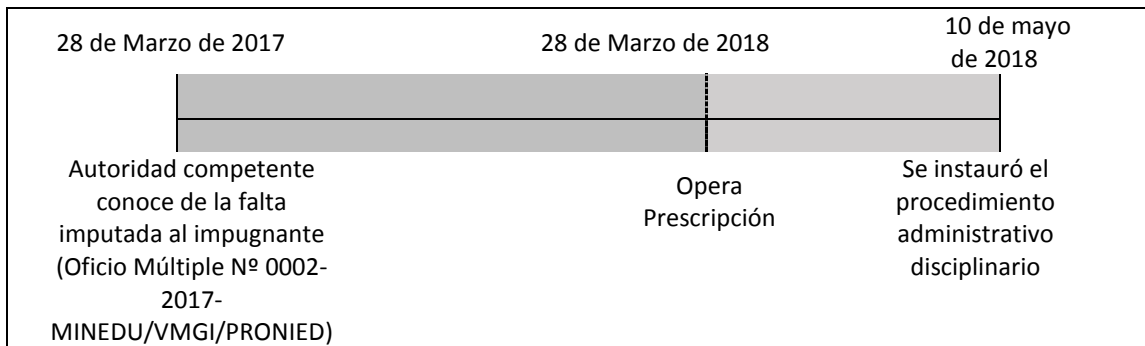 28 de Marzo de 2017
28 de Marzo de 2018
10 de mayo
de 2018
Autoridad competente
conoce de la falta
imputada al impugnante
(Oficio Múltiple Nº 0002-
2017-
MINEDU/VMGI/PRONIED)
Opera
Prescripción
Se instauró el
procedimiento
administrativo
disciplinario